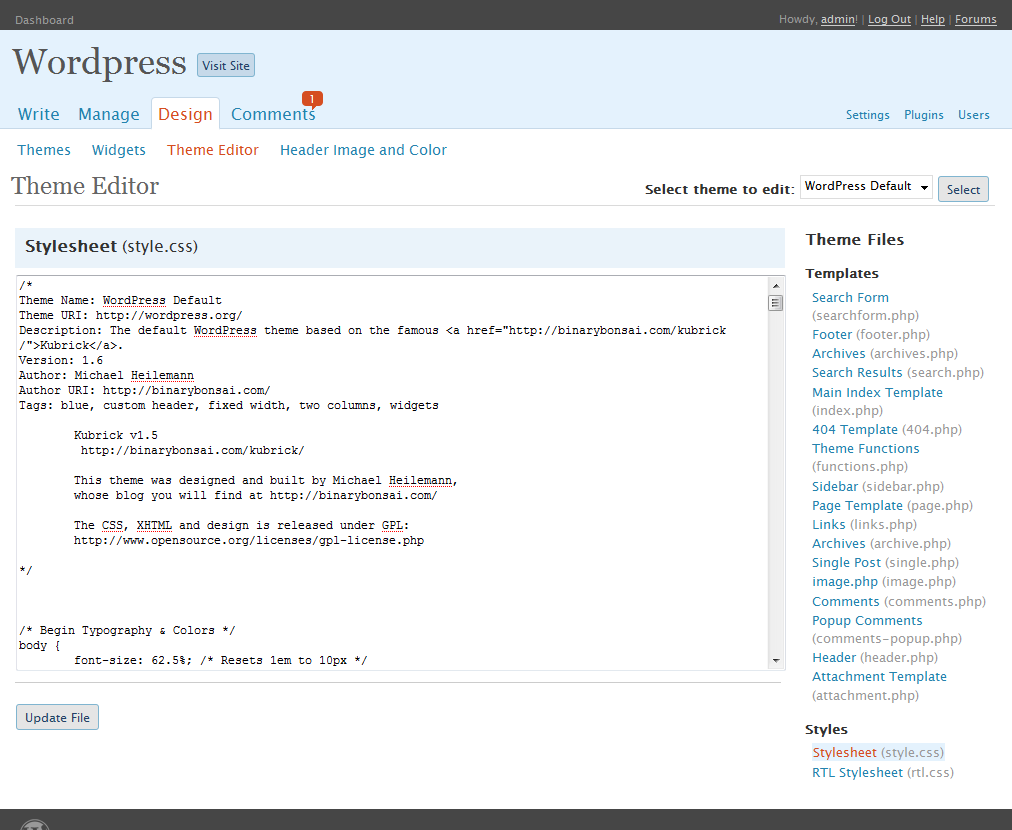 Dashboard
Howdy, admin! | Log Out | Help | Forums
Wordpress
Visit Site
Write Manage Design Comments 1
Settings Plugins Users
Themes Widgets Theme Editor Header Image and Color
Theme Editor
Select theme to edit: WordPress Default Select
Stylesheet (style.css)
/*
Theme Name: WordPress Default
Theme URI: http://wordpress.org/
Description: The default WordPress theme based on the famous <a href="http://binarybonsai.com/kubrick
/">Kubrick</a>.
Version: 1.6
Author: Michael Heilemann
Author URI: http://binarybonsai.com/
Tags: blue, custom header, fixed width, two columns, widgets
Kubrick v1.5
http://binarybonsai.com/kubrick/
This theme was designed and built by Michael Heilemann,
whose blog you will find at http://binarybonsai.com/
The CSS, XHTML and design is released under GPL:
http://www.opensource.org/licenses/gpl-license.php
*/
/* Begin Typography & Colors */
body {
font-size: 62.5%; /* Resets 1em to 10px */
Update File
Theme Files
Templates
Search Form
(searchform.php)
Footer (footer.php)
Archives (archives.php)
Search Results (search.php)
Main Index Template
(index.php)
404 Template (404.php)
Theme Functions
(functions.php)
Sidebar (sidebar.php)
Page Template (page.php)
Links (links.php)
Archives (archive.php)
Single Post (single.php)
image.php (image.php)
Comments (comments.php)
Popup Comments
(comments-popup.php)
Header (header.php)
Attachment Template
(attachment.php)
Styles
Stylesheet (style.css)
RTL Stylesheet (rtl.css)